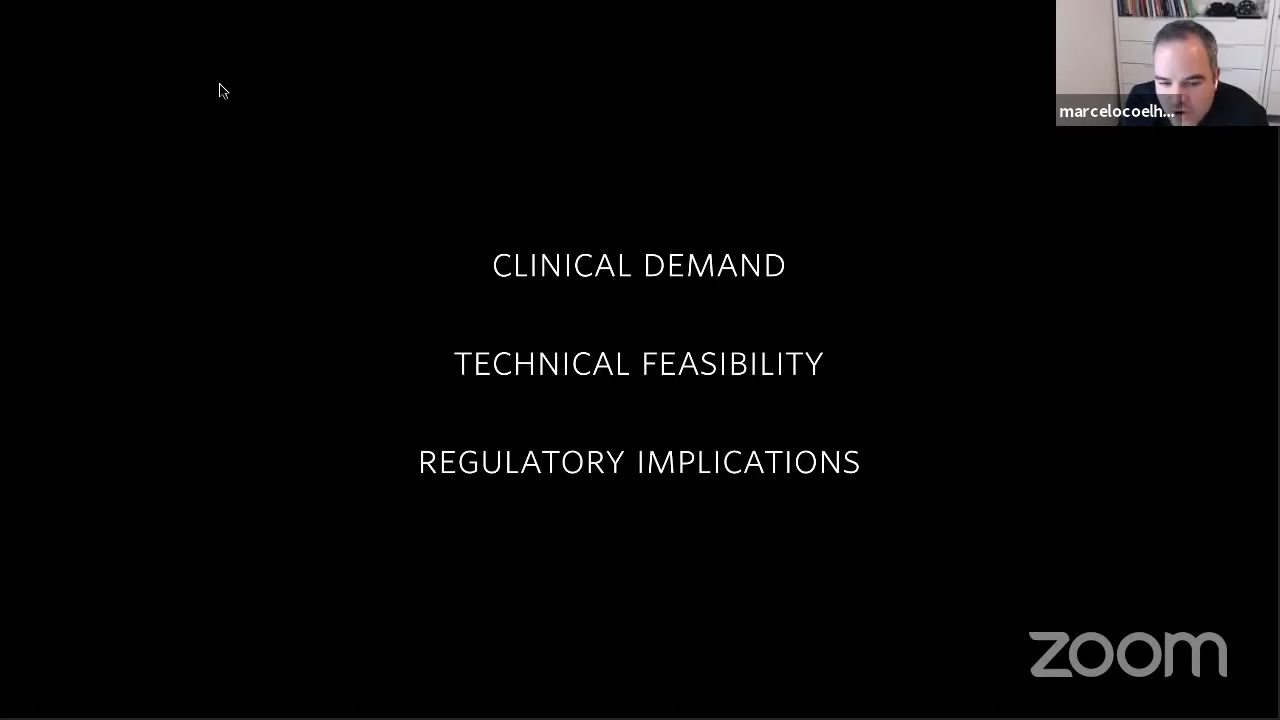 marcelocoelh...
CLINICAL DEMAND
TECHNICAL FEASIBILITY
REGULATORY IMPLICATIONS
zoom